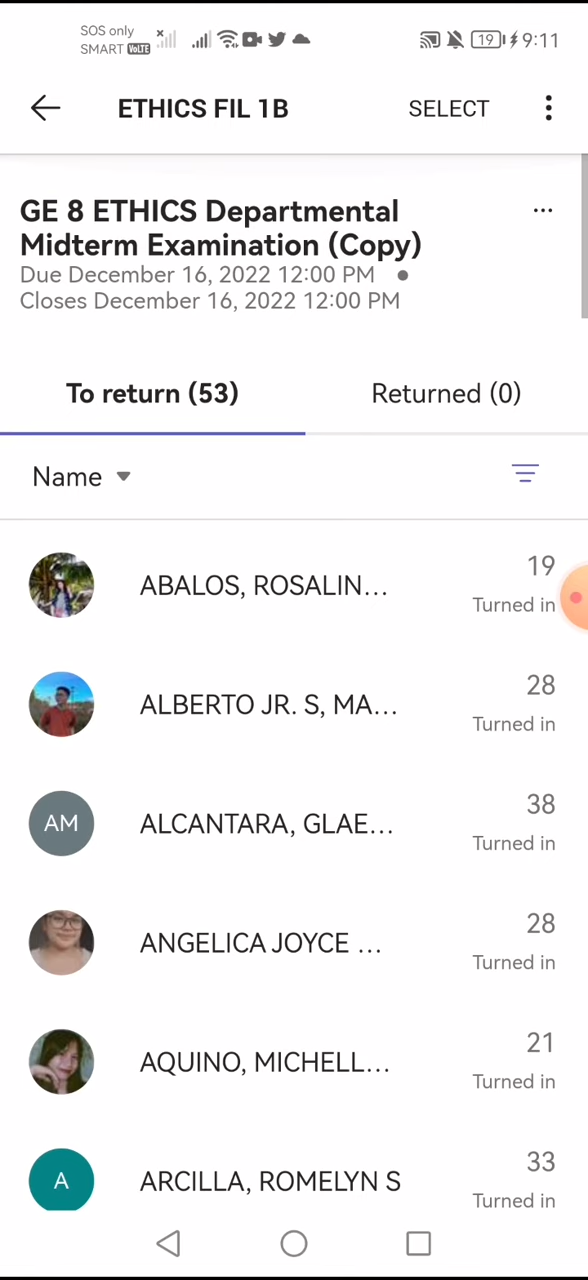 SOS only
SMART VoLTE
19 9:11
ETHICS FIL 1B SELECT
GE 8 ETHICS Departmental
Midterm Examination (Copy)
Due December 16, 2022 12:00 PM •
Closes December 16, 2022 12:00 PM
To return (53) Returned (0)
Name
ABALOS, ROSALIN... 19
Turned in
ALBERTO JR. S, MA... 28
Turned in
AM ALCANTARA, GLAE... 38
Turned in
ANGELICA JOYCE ... 28
Turned in
AQUINO, MICHELL... 21
Turned in
A ARCILLA, ROMELYN S 33
Turned in